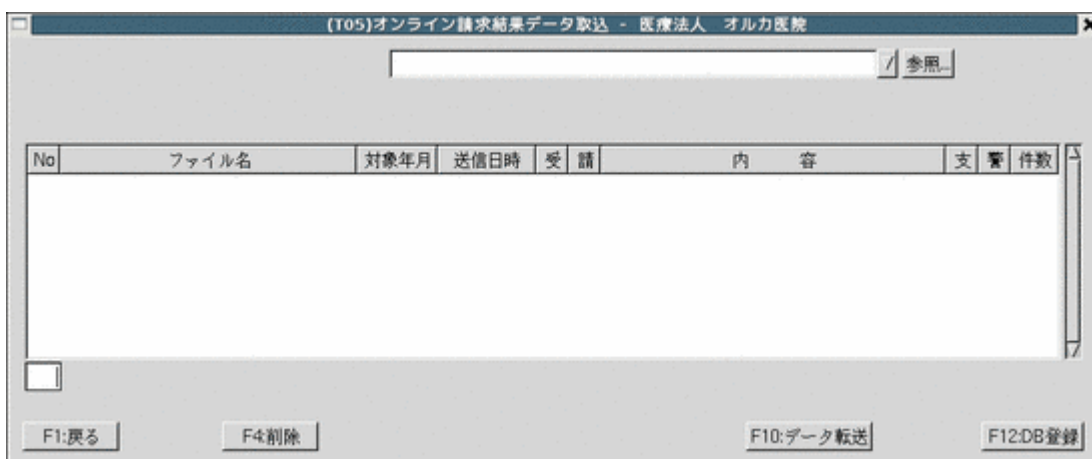 (T05)オンライン請求結果データ取込 - 医療法人　オルカ医院
参照...
No ファイル名 対象年月 送信日時 受 請 内　容 支 警 件数
F1:戻る F4:削除 F10:データ転送 F12:DB登録